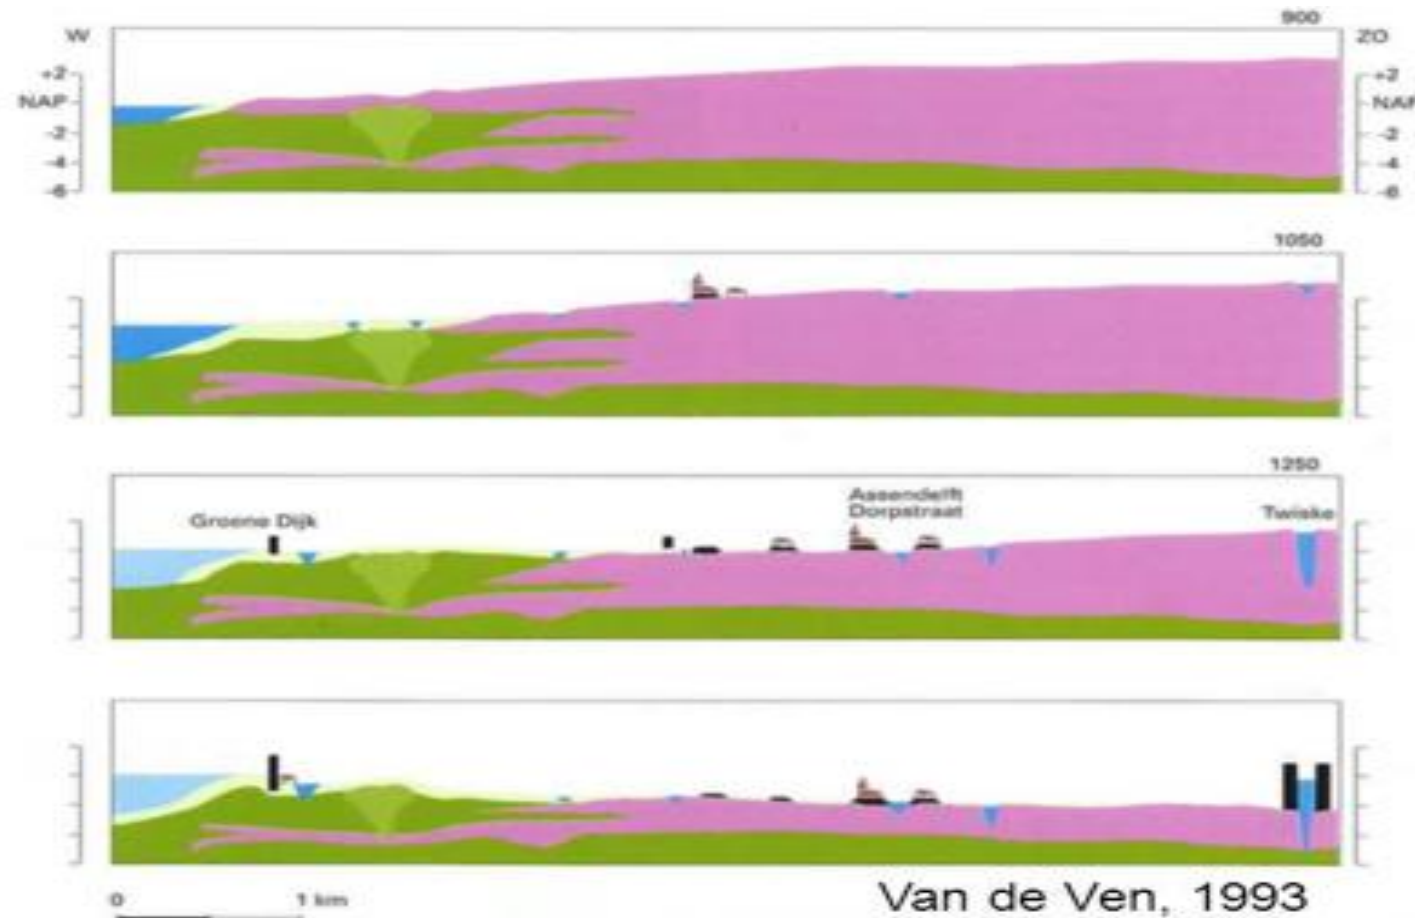 900
W
ZO
+2
+2
NAP
NAP
-2
-2
-4
-4
-6
-6
1050
1250
Assendelft
Dorpstraat
Groene Dijk
Twiske
0
1 km
Van de Ven, 1993